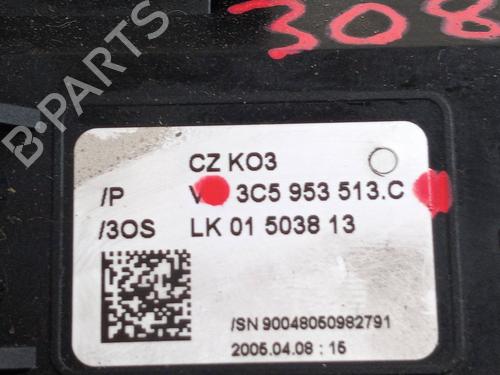 308
B-PARTS
CZ KO3
/P V 3C5 953 513.C
/3OS LK 01 5038 13
/SN 90048050982791
2005.04.08 : 15